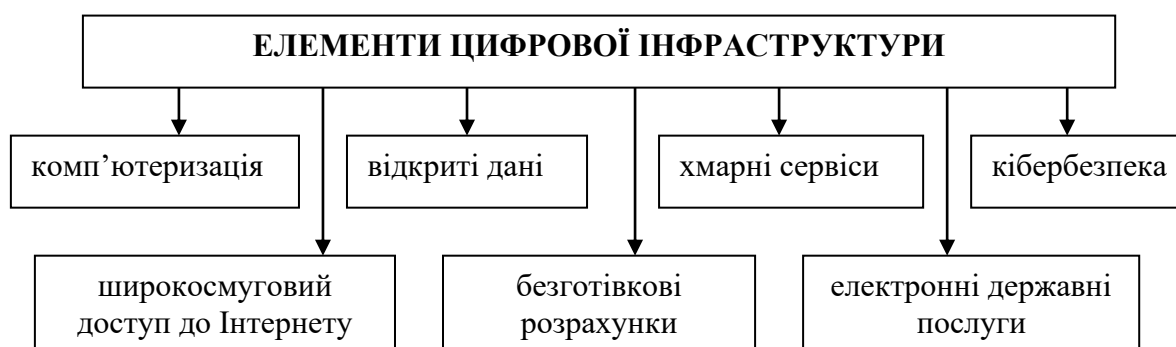 ЕЛЕМЕНТИ ЦИФРОВОЇ ІНФРАСТРУКТУРИ
комп’ютеризація
відкриті дані
хмарні сервіси
кібербезпека
широкосмуговий
доступ до Інтернету
безготівкові
розрахунки
електронні державні
послуги